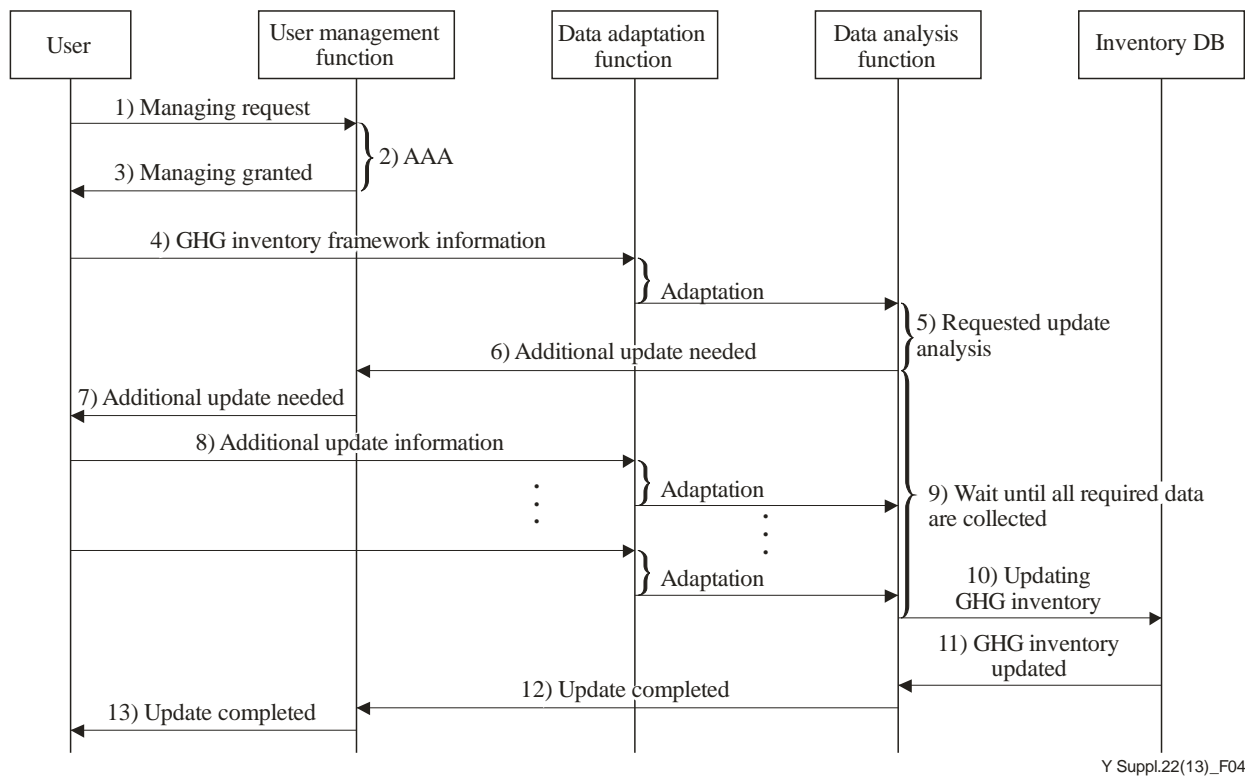 User
User management
function
Data adaptation
function
Data analysis
function
Inventory DB
1) Managing request
2) AAA
3) Managing granted
4) GHG inventory framework information
Adaptation
5) Requested update
analysis
6) Additional update needed
7) Additional update needed
8) Additional update information
Adaptation
9) Wait until all required data
are collected
Adaptation
10) Updating
GHG inventory
11) GHG inventory
updated
12) Update completed
13) Update completed
Y Suppl.22(13)_F04